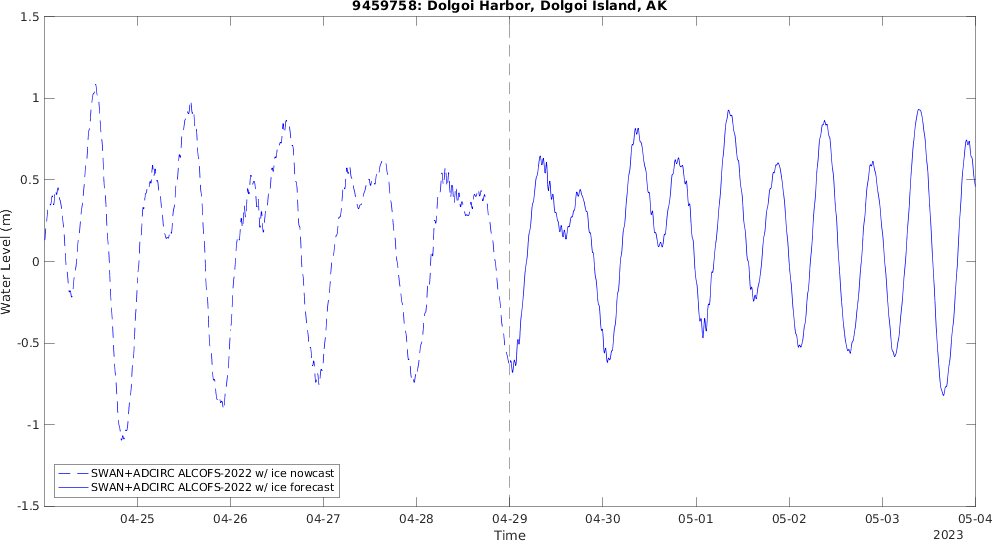 9459758: Dolgoi Harbor, Dolgoi Island, AK
1.5
1
0.5
0
-0.5
-1
-1.5
Water Level (m)
SWAN+ADCIRC ALCOFS-2022 w/ ice nowcast
SWAN+ADCIRC ALCOFS-2022 w/ ice forecast
04-25 04-26 04-27 04-28 04-29 04-30 05-01 05-02 05-03 05-04
Time
2023